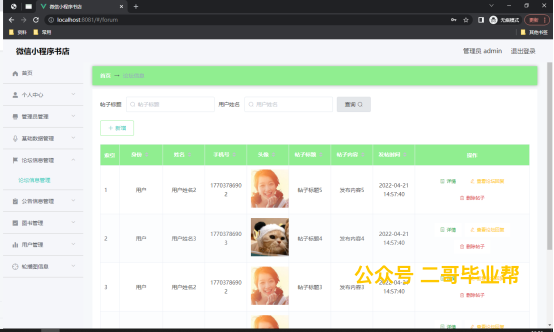 微信小程序书店
localhost:8081/#/forum
无痕模式
更新
资料
常用
其他书签
微信小程序书店
管理员 admin
退出登录
首页
首页
论坛信息
个人中心
管理员管理
基础数据管理
论坛信息管理
论坛消息管理
公告信息管理
图书管理
用户管理
轮播图信息
帖子标题
帖子标题
用户姓名
用户姓名
查询
+ 新增
身份
姓名
手机号
头像
帖子标题
帖子内容
发帖时间
操作
1
用户
用户姓名2
17703786902
帖子标题5
发布内容5
2022-04-21 14:57:40
详情
查看论坛回复
删除帖子
2
用户
用户姓名3
17703786903
帖子标题4
发布内容4
2022-04-21 14:57:40
详情
查看论坛回复
删除帖子
3
用户
用户姓名2
17703786902
帖子标题3
发布内容3
2022-04-21 14:57:40
详情
删除帖子
公众号 二哥毕业帮